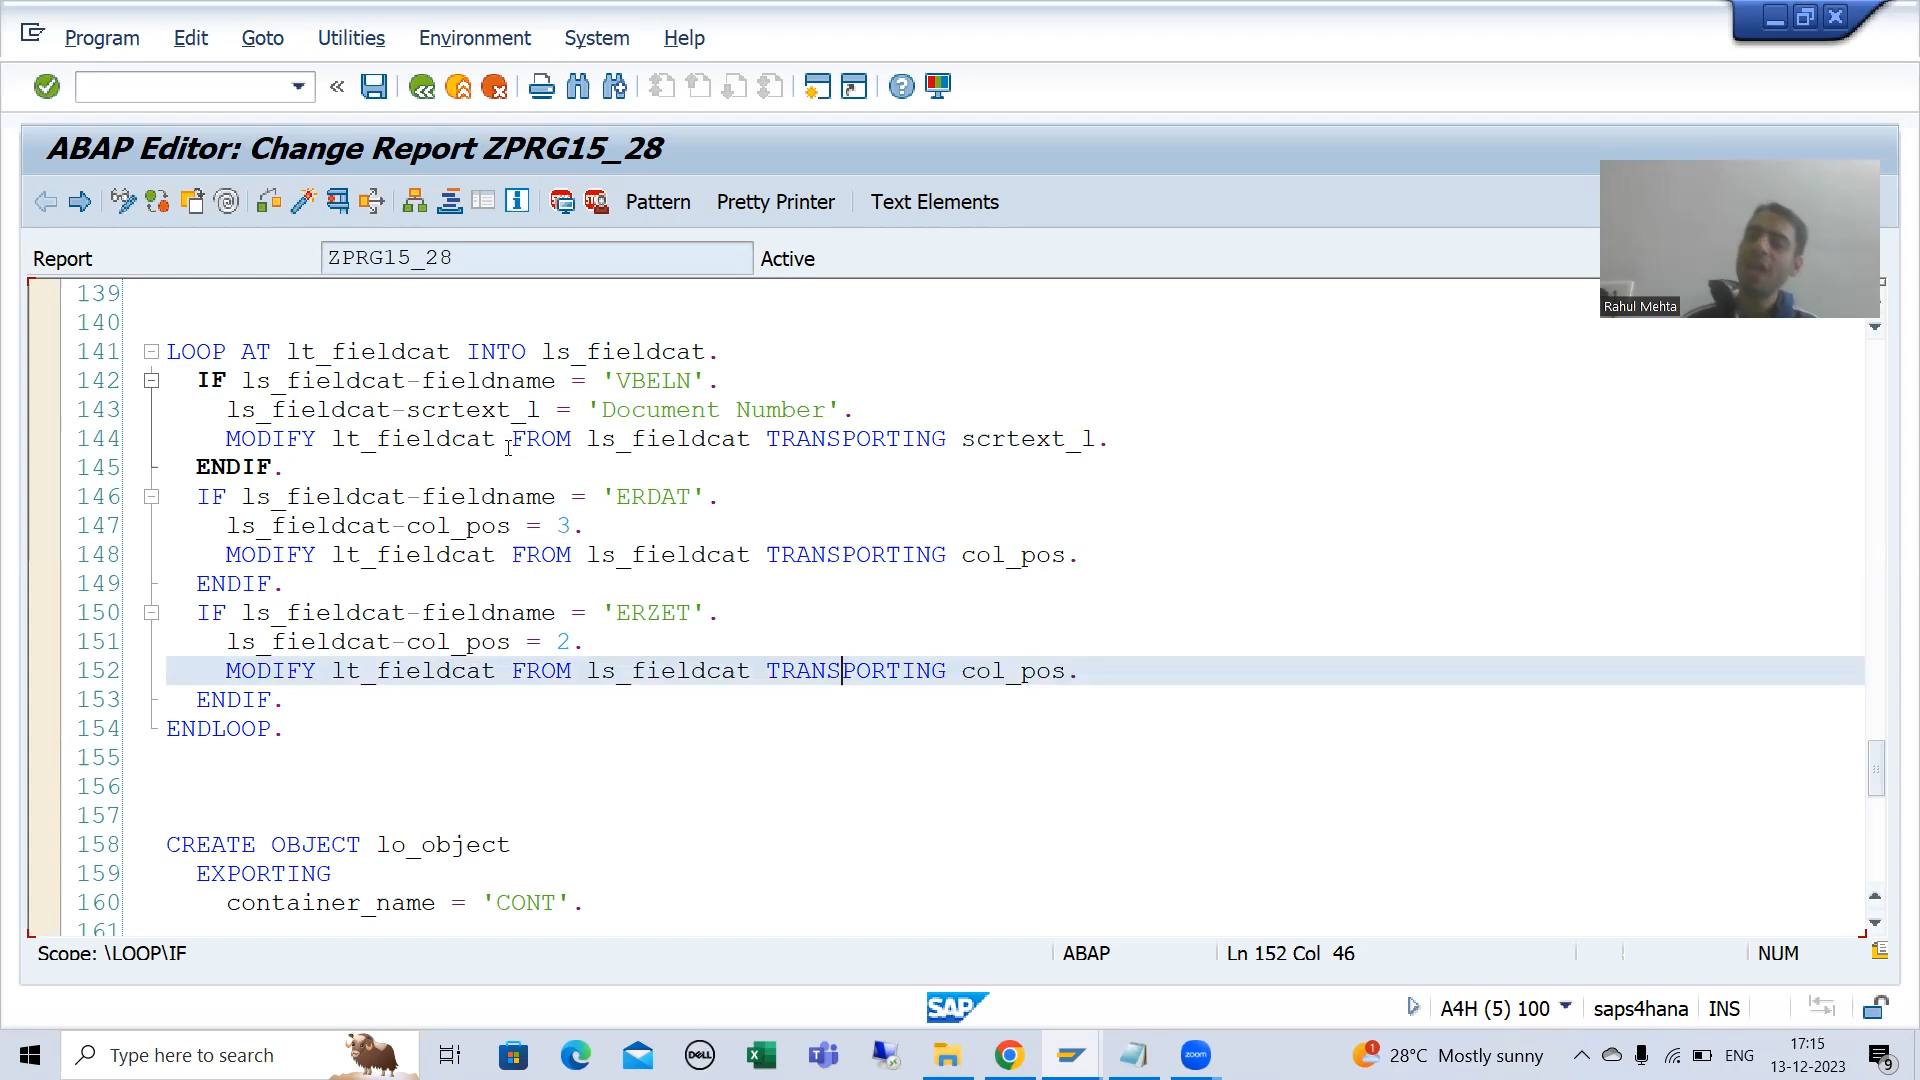 Program Edit Goto Utilities Environment System Help
ABAP Editor: Change Report ZPRG15_28
Pattern Pretty Printer Text Elements
Report ZPRG15_28 Active
Rahul Mehta
139
140
141 LOOP AT lt_fieldcat INTO ls_fieldcat.
142 IF ls_fieldcat-fieldname = 'VBELN'.
143 ls_fieldcat-scrtext_l = 'Document Number'.
144 MODIFY lt_fieldcat FROM ls_fieldcat TRANSPORTING scrtext_l.
145 ENDIF.
146 IF ls_fieldcat-fieldname = 'ERDAT'.
147 ls_fieldcat-col_pos = 3.
148 MODIFY lt_fieldcat FROM ls_fieldcat TRANSPORTING col_pos.
149 ENDIF.
150 IF ls_fieldcat-fieldname = 'ERZET'.
151 ls_fieldcat-col_pos = 2.
152 MODIFY lt_fieldcat FROM ls_fieldcat TRANSPORTING col_pos.
153 ENDIF.
154 ENDLOOP.
155
156
157
158 CREATE OBJECT lo_object
159 EXPORTING
160 container_name = 'CONT'.
161
Scope: \LOOP\IF ABAP Ln 152 Col 46 NUM
SAP A4H (5) 100 saps4hana INS
Type here to search DELL zoom 1 28°C Mostly sunny ENG 17:15
13-12-2023 9